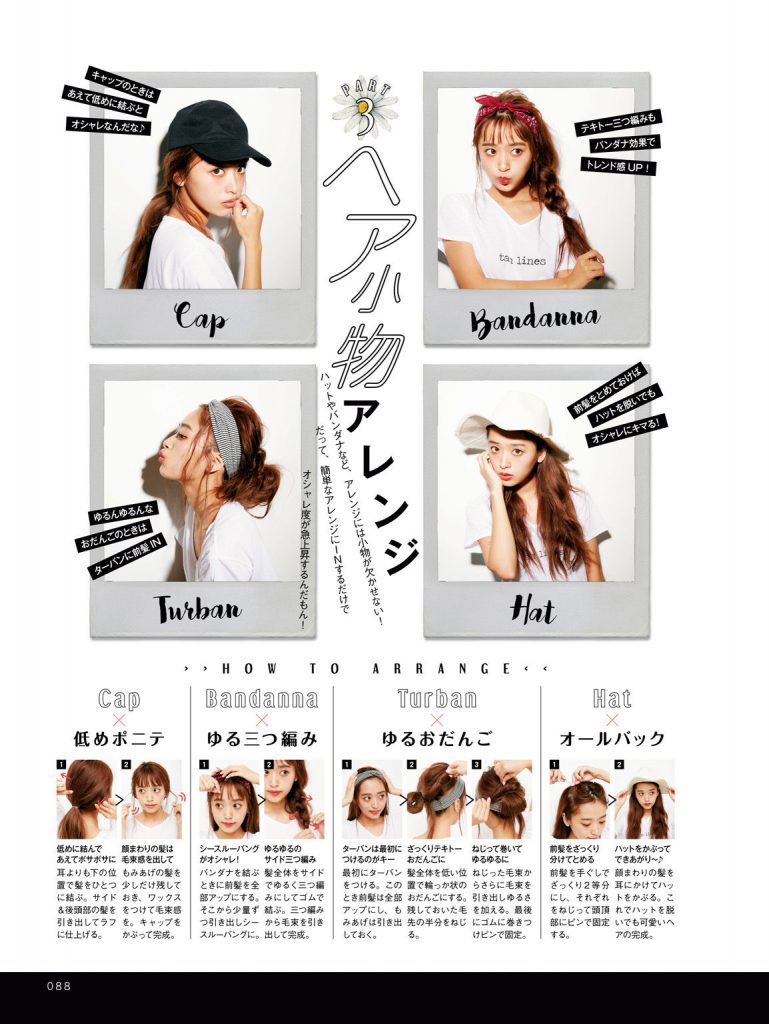 PART
3
ヘア小物アレンジ
ハットやバンダナなど、アレンジには小物が欠かせない！
だって、簡単なアレンジにINするだけで
オシャレ度が急上昇するんだもん！
キャップのときは
あえて低めに結ぶと
オシャレなんだな♪
Cap
テキトー三つ編みも
バンダナ効果で
トレンド感UP！
tan lines
Bandanna
ゆるんゆるんな
おだんごのときは
ターバンに前髪IN
Turban
前髪をとめておけば
ハットを脱いでも
オシャレにキマる！
Hat
>>HOW TO ARRANGE<<
Cap
×
低めポニテ
1
2
>
低めに結んで
あえてボサボサに
耳よりも下の位
置で髪をひとつ
に結ぶ。サイド
&後頭部の髪を
引き出してラフ
に仕上げる。
顔まわりの髪は
毛束感を出して
もみあげの髪を
少しだけ残して
おき、ワックス
をつけて毛束感
を。キャップを
かぶって完成。
Bandanna
×
ゆる三つ編み
1
2
>
シースルーバング
がオシャレ！
バンダナを結ぶ
ときに前髪を全
部アップにする。
そこから少量ず
つ引き出しシー
スルーバングに。
ゆるゆるの
サイド三つ編み
髪全体をサイド
でゆるく三つ編
みにしてゴムで
結ぶ。三つ編み
から毛束を引き
出して完成。
Turban
×
ゆるおだんご
1
2
3
>
>
ターバンは最初に
つけるのがキー
最初にターバン
をつける。この
とき前髪は全部
アップにし、も
みあげは引き出
しておく。
ざっくりテキトー
おだんごに
髪全体を低い位
置で輪っか状の
おだんごにする。
残しておいた毛
先の半分をねじ
る。
ねじって巻いて
ゆるゆるに
ねじった毛束か
らさらに毛束を
引き出しゆるさ
を加える。最後
にゴムに巻きつ
けピンで固定。
Hat
×
オールバック
1
2
>
前髪をざっくり
分けてとめる
前髪を手ぐしで
ざっくり2等分
にし、それぞれ
をねじって頭頂
部にピンで固定
する。
ハットをかぶって
できあがり〜♪
顔まわりの髪を
耳にかけてハッ
トをかぶる。こ
れでハットを脱
いでも可愛いヘ
アの完成。
088